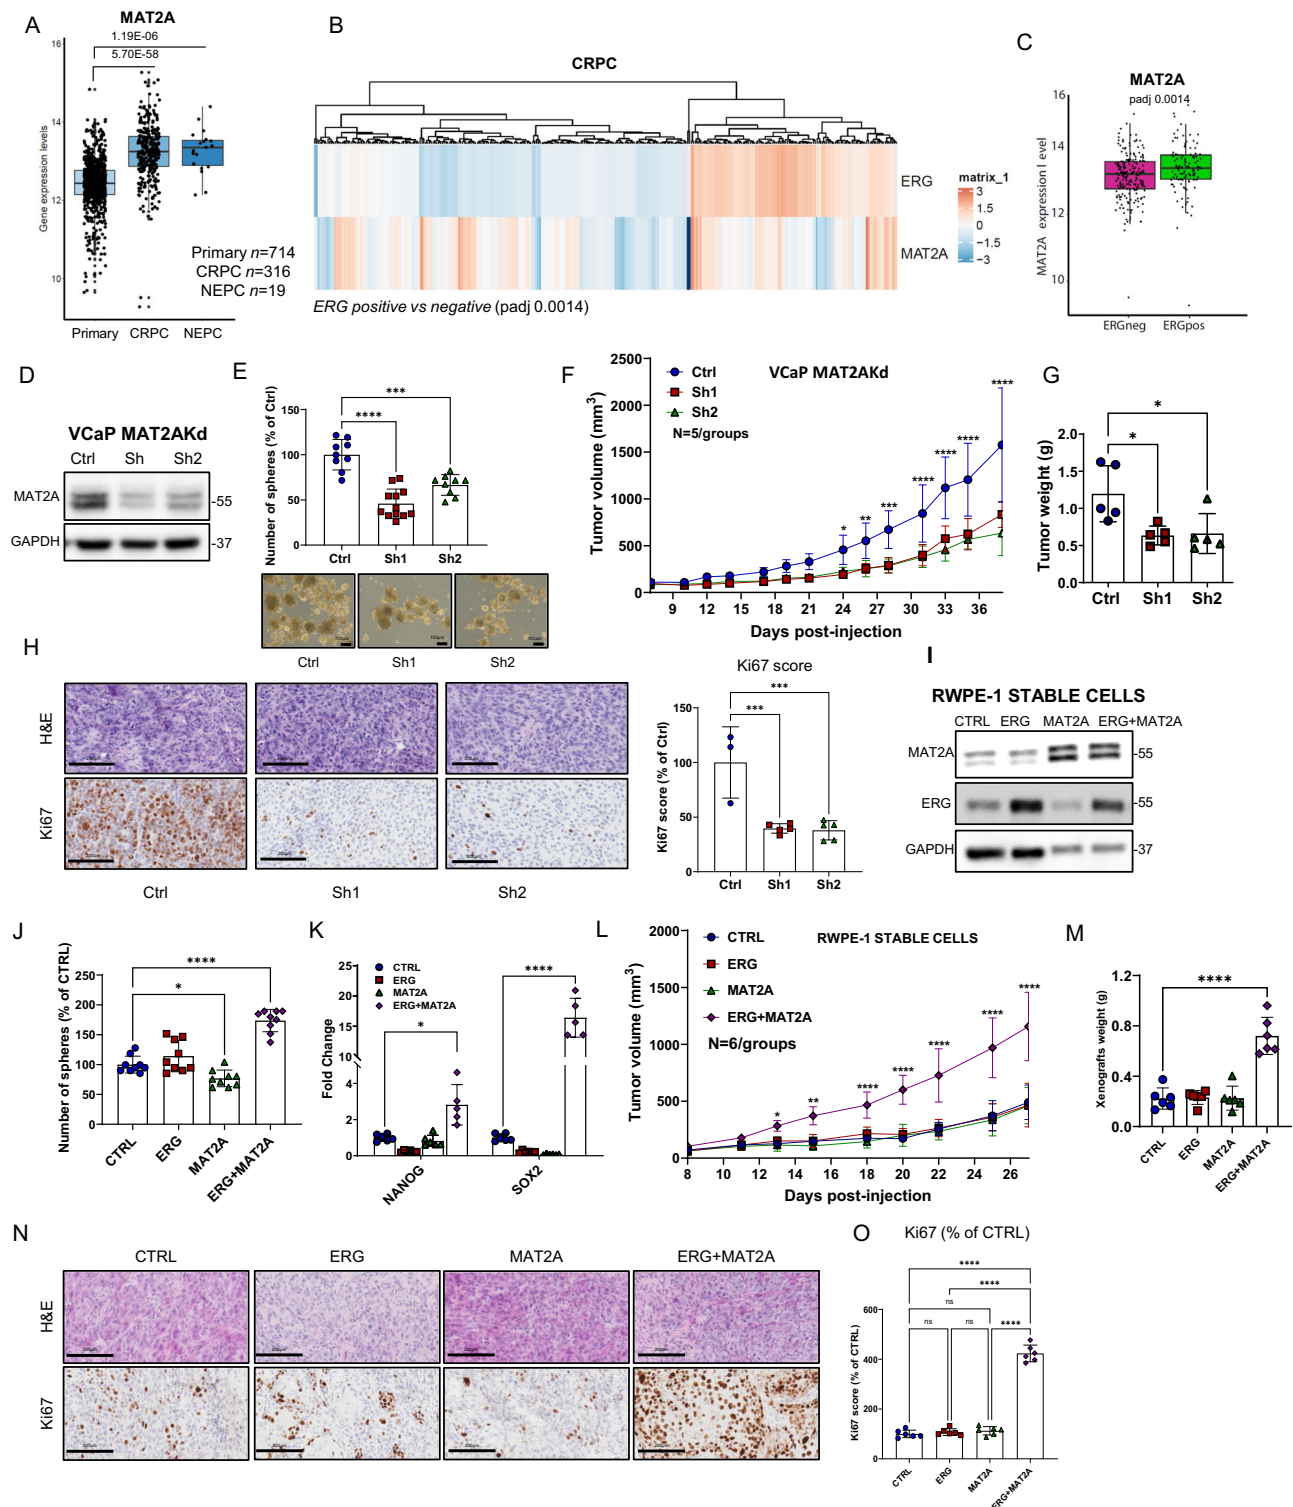 A
MAT2A
1.19E-06
5.70E-58
16
14
12
10
Gene expression levels
Primary n=714
CRPC n=316
NEPC n=19
Primary CRPC NEPC
B
CRPC
ERG
MAT2A
matrix_1
3
1.5
0
−1.5
−3
ERG positive vs negative (padj 0.0014)
C
MAT2A
padj 0.0014
16
14
12
10
MAT2A expression l evel
ERGneg ERGpos
D
VCaP MAT2AKd
Ctrl Sh Sh2
MAT2A
-55
GAPDH
-37
E
Number of spheres (% of Ctrl)
150
100
50
0
****
***
Ctrl Sh1 Sh2
100µm
Ctrl Sh1 Sh2
F
VCaP MAT2AKd
Ctrl
Sh1
Sh2
N=5/groups
Tumor volume (mm3)
2500
2000
1500
1000
500
0
* ** *** **** **** **** ****
9 12 15 18 21 24 27 30 33 36
Days post-injection
G
Tumor weight (g)
2.0
1.5
1.0
0.5
0.0
*
*
Ctrl Sh1 Sh2
H
H&E
Ki67
200µm
Ctrl Sh1 Sh2
Ki67 score
Ki67 score (% of Ctrl)
150
100
50
0
***
***
Ctrl Sh1 Sh2
I
RWPE-1 STABLE CELLS
CTRL ERG MAT2A ERG+MAT2A
MAT2A
-55
ERG
-55
GAPDH
-37
J
Number of spheres (% of CTRL)
250
200
150
100
50
0
****
*
CTRL ERG MAT2A ERG+MAT2A
K
Fold Change
25
20
15
10
4
2
0
CTRL
ERG
MAT2A
ERG+MAT2A
*
****
NANOG SOX2
L
RWPE-1 STABLE CELLS
CTRL
ERG
MAT2A
ERG+MAT2A
N=6/groups
Tumor volume (mm3)
2000
1500
1000
500
0
* ** **** **** **** **** ****
8 10 12 14 16 18 20 22 24 26
Days post-injection
M
Xenografts weight (g)
1.2
0.8
0.4
0.0
****
CTRL ERG MAT2A ERG+MAT2A
N
CTRL ERG MAT2A ERG+MAT2A
H&E
Ki67
200µm
O
Ki67 (% of CTRL)
Ki67 score (% of CTRL)
600
400
200
0
****
****
ns
ns ns ****
CTRL ERG MAT2A ERG+MAT2A